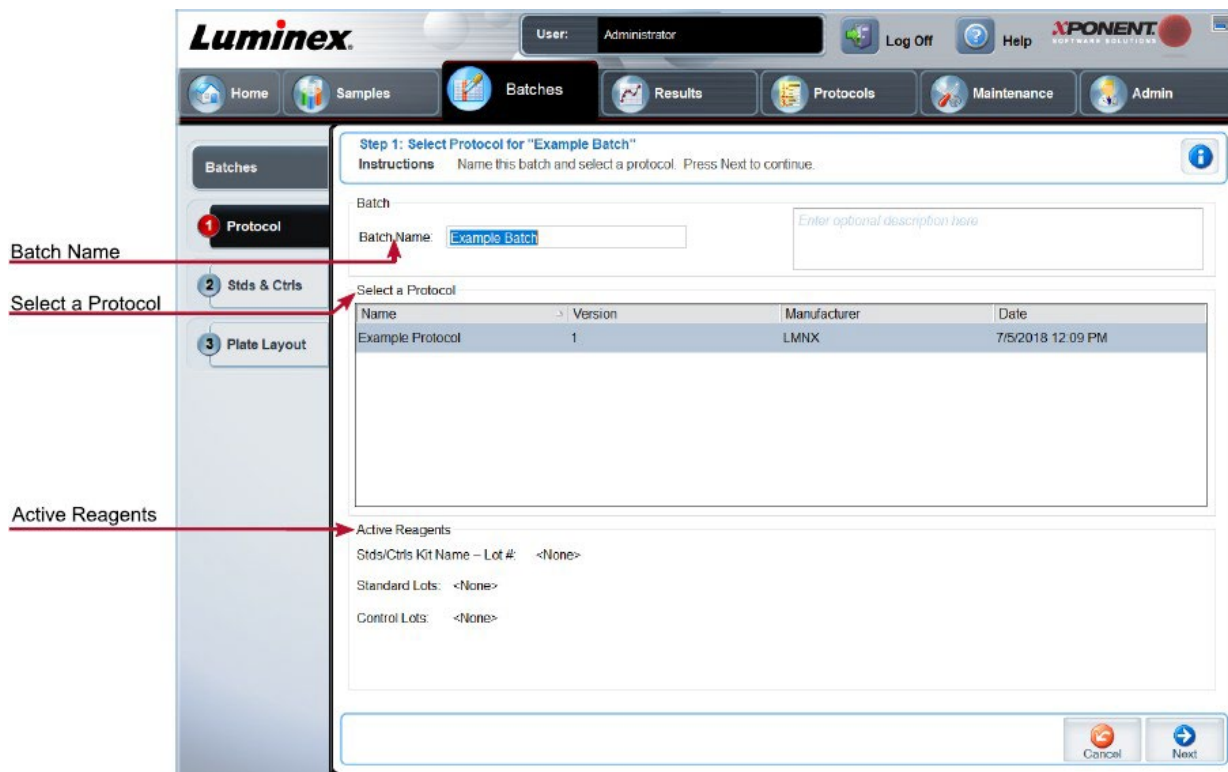 Luminex.
User: Administrator
Log Off
Help
XPONENT.
SOFTWARE SOLUTIONS
Home
Samples
Batches
Results
Protocols
Maintenance
Admin
Batches
1 Protocol
2 Stds & Ctrls
3 Plate Layout
Batch Name
Select a Protocol
Active Reagents
Step 1: Select Protocol for "Example Batch"
Instructions Name this batch and select a protocol. Press Next to continue.
Batch
Batch Name: Example Batch
Enter optional description here
Select a Protocol
Name Version Manufacturer Date
Example Protocol 1 LMNX 7/5/2018 12:09 PM
Active Reagents
Stds/Ctrls Kit Name – Lot #: <None>
Standard Lots: <None>
Control Lots: <None>
Cancel
Next